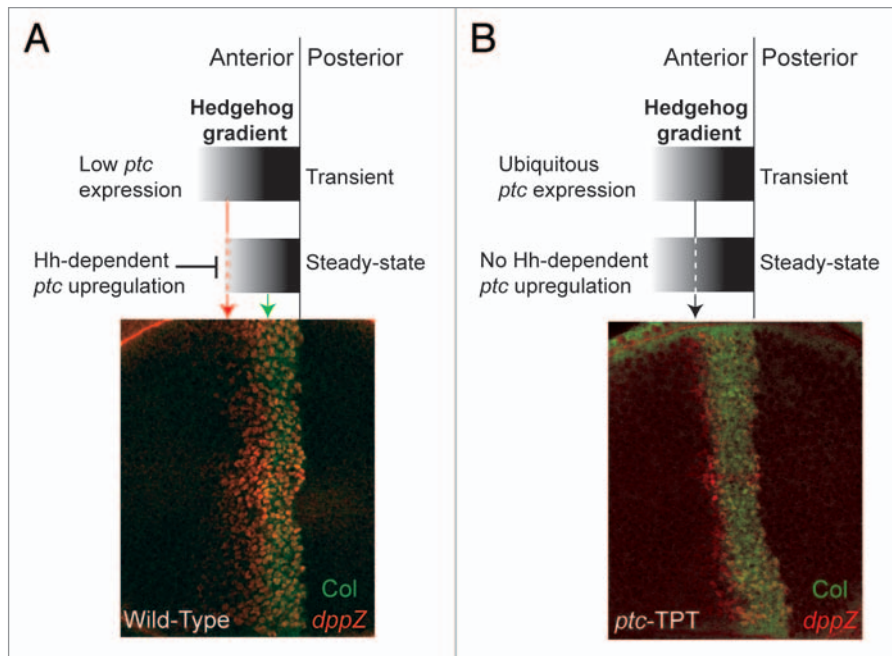 A
Anterior Posterior
Hedgehog
gradient
Low ptc
expression
Transient
Hh-dependent
ptc upregulation
Steady-state
Wild-Type
Col
dppZ
B
Anterior Posterior
Hedgehog
gradient
Ubiquitous
ptc expression
Transient
No Hh-dependent
ptc upregulation
Steady-state
ptc-TPT
Col
dppZ